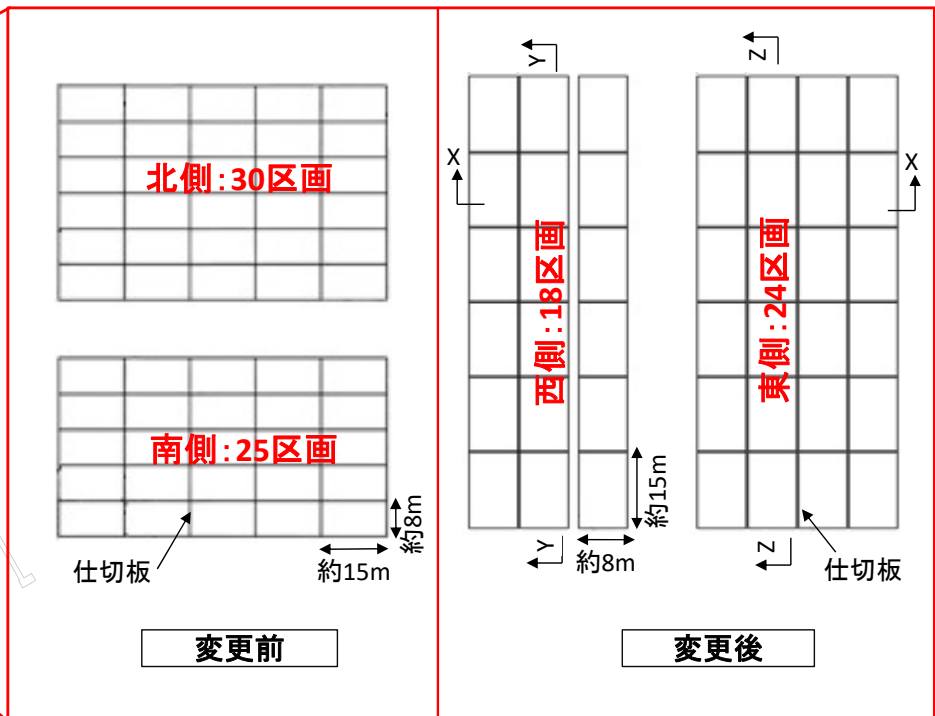 北側：30区画
南側：25区画
約8m
約15m
仕切板
変更前
Y
Z
X
X
西側：18区画
東側：24区画
約15m
Y
約8m
Z
仕切板
変更後